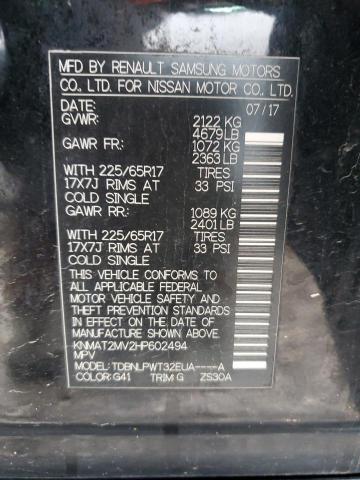 MFD BY RENAULT SAMSUNG MOTORS
CO., LTD. FOR NISSAN MOTOR CO., LTD.
DATE: 07/17
GVWR: 2122 KG
4679LB
GAWR FR: 1072 KG
2363 LB
WITH 225/65R17 TIRES
17X7J RIMS AT 33 PSI
COLD SINGLE
GAWR RR: 1089 KG
2401 LB
WITH 225/65R17 TIRES
17X7J RIMS AT 33 PSI
COLD SINGLE
THIS VEHICLE CONFORMS TO
ALL APPLICABLE FEDERAL
MOTOR VEHICLE SAFETY AND
THEFT PREVENTION STANDARDS
IN EFFECT ON THE DATE OF
MANUFACTURE SHOWN ABOVE.
KNMAT2MV2HP602494
MPV
MODEL: TDBNLPWT32EUA----A
COLOR: G41 TRIM: G ZS30A